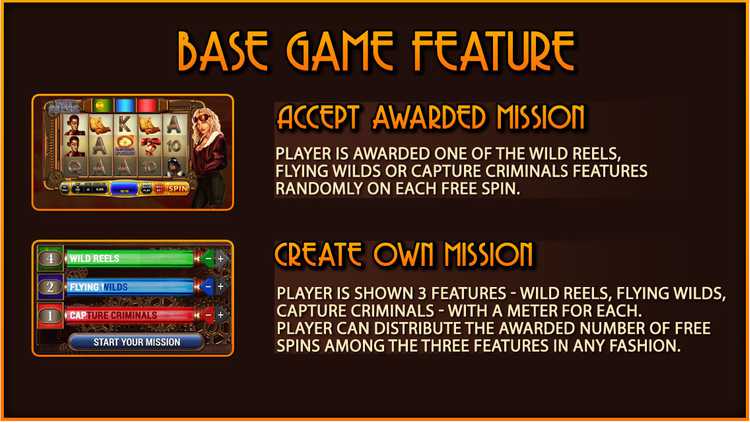 BASE GAME FEATURE
ACCEPT AWARDED MISSION
PLAYER IS AWARDED ONE OF THE WILD REELS,
FLYING WILDS OR CAPTURE CRIMINALS FEATURES
RANDOMLY ON EACH FREE SPIN.
K A
A 10
A K A
SPIN
CREATE OWN MISSION
PLAYER IS SHOWN 3 FEATURES - WILD REELS, FLYING WILDS,
CAPTURE CRIMINALS - WITH A METER FOR EACH.
PLAYER CAN DISTRIBUTE THE AWARDED NUMBER OF FREE
SPINS AMONG THE THREE FEATURES IN ANY FASHION.
4 WILD REELS - +
2 FLYING WILDS - +
1 CAPTURE CRIMINALS - +
START YOUR MISSION